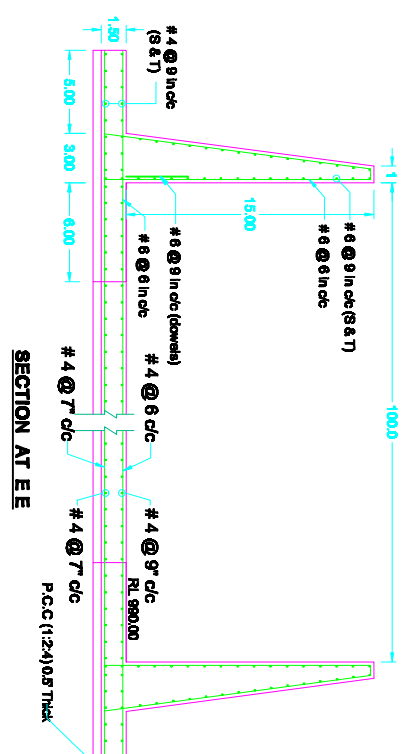 1.50
# 4 @ 9 in c/c
(S & T)
5.00
3.00
6.00
1
15.00
100.0
# 6 @ 9 in c/c (S & T)
# 6 @ 6 in c/c
# 6 @ 9 in c/c (dowels)
# 6 @ 6 in c/c
# 4 @ 6 c/c
# 4 @ 7" c/c
# 4 @ 9" c/c
# 4 @ 7" c/c
RL 990.00
P.C.C (1:2:4) 0.5' Thick
SECTION AT E E